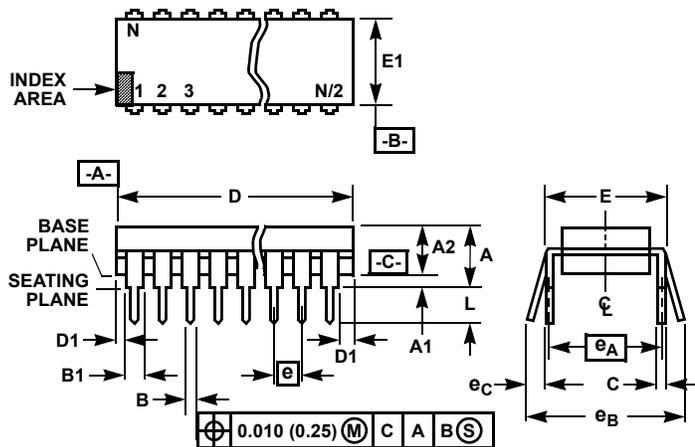 N
E1
INDEX
AREA
1 2 3 N/2
-B-
-A-
D
E
BASE
PLANE
A2
A
-C-
SEATING
PLANE
L
C
L
D1
A1
D1
eA
B1
e
eC
C
B
eB
0.010 (0.25) M C A B S